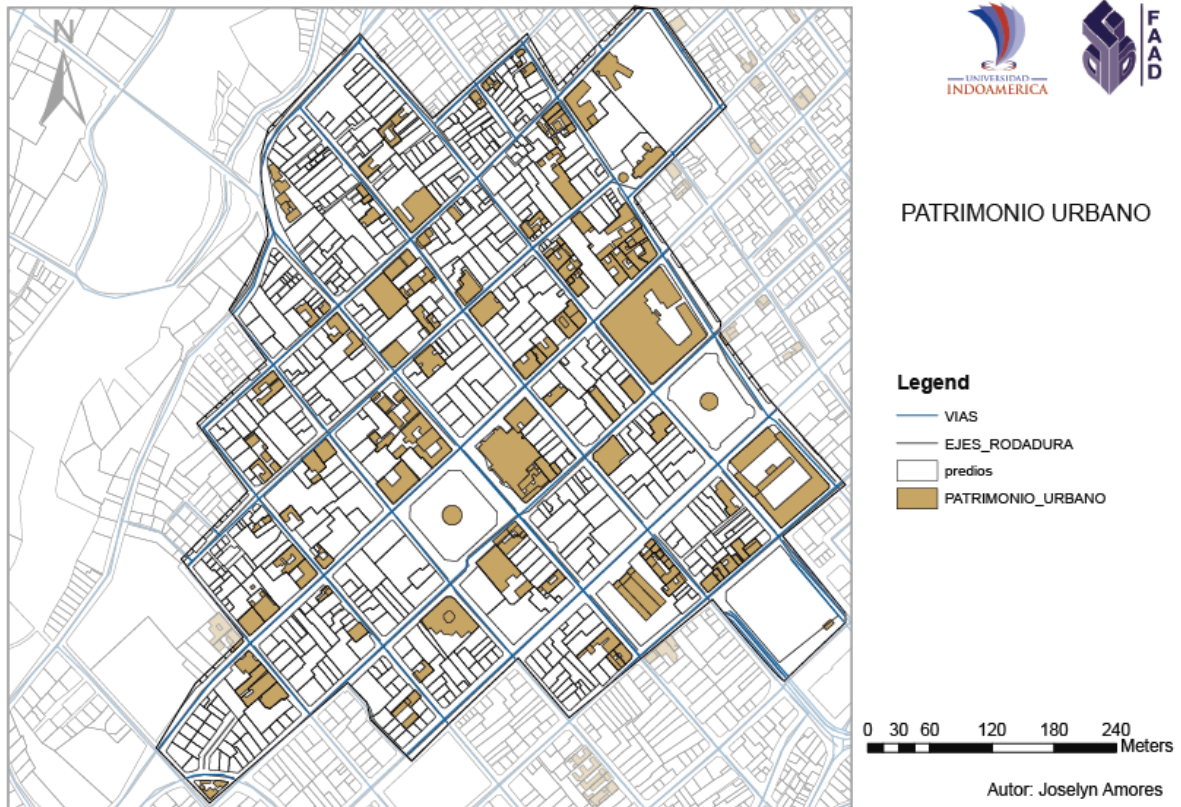 N
UNIVERSIDAD
INDOAMERICA
FAAD
PATRIMONIO URBANO
Legend
VIAS
EJES_RODADURA
predios
PATRIMONIO_URBANO
0 30 60 120 180 240
Meters
Autor: Joselyn Amores